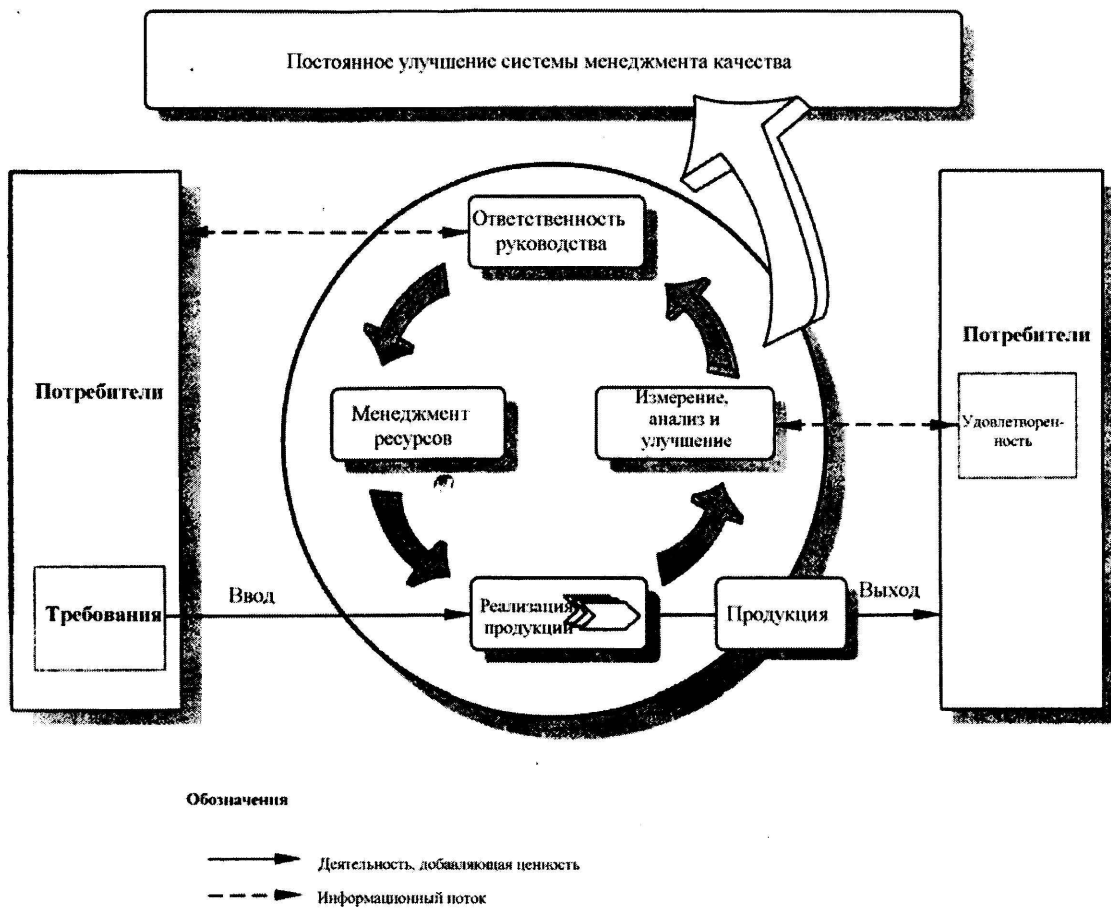 Постоянное улучшение системы менеджмента качества
Ответственность
руководства
Потребители
Потребители
Менеджмент
ресурсов
Измерение,
анализ и
улучшение
Удовлетворен-
ность
Требования
Ввод
Реализация
продукции
Продукция
Выход
Обозначения
Деятельность, добавляющая ценность
Информационный поток